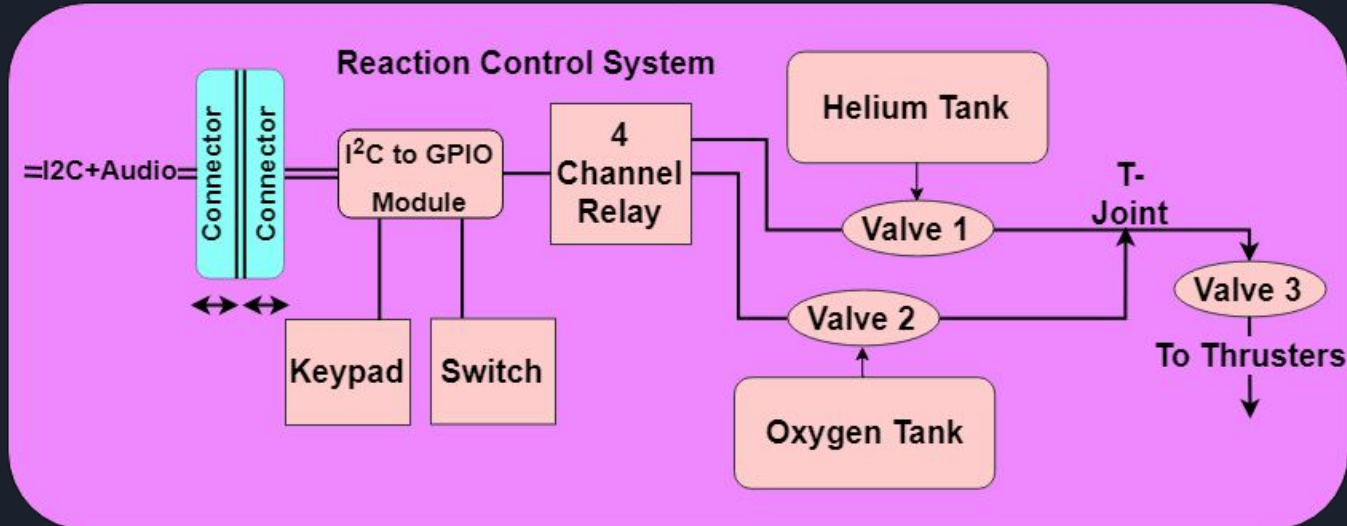 Reaction Control System
=I2C+Audio=
Connector
Connector
I²C to GPIO
Module
4
Channel
Relay
Helium Tank
T-
Joint
Valve 1
Valve 2
Valve 3
To Thrusters
Keypad
Switch
Oxygen Tank